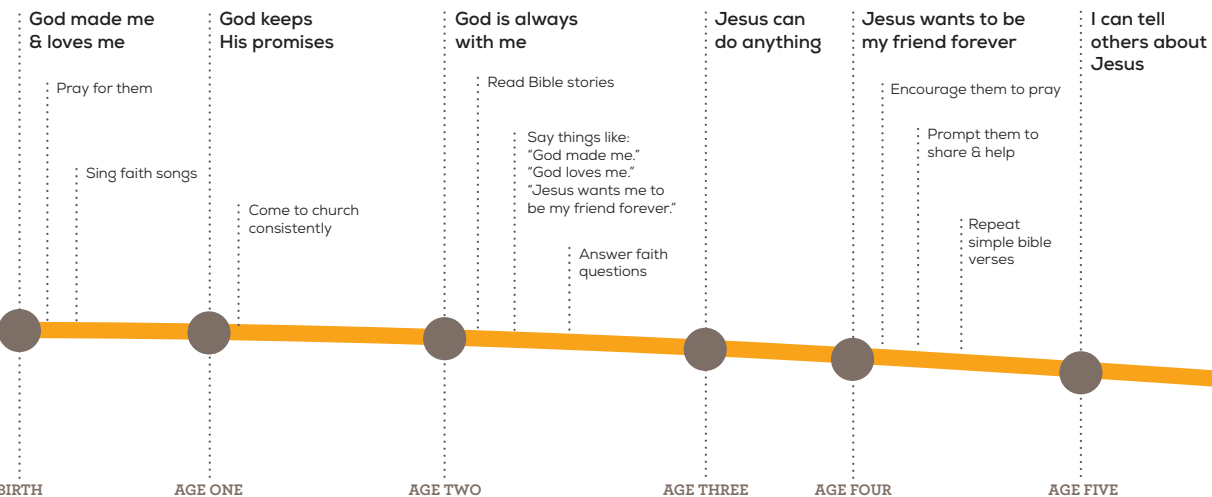 God made me
& loves me
Pray for them
Sing faith songs
God keeps
His promises
Come to church
consistently
God is always
with me
Read Bible stories
Say things like:
“God made me.”
“God loves me.”
“Jesus wants me to
be my friend forever.”
Answer faith
questions
Jesus can
do anything
Jesus wants to be
my friend forever
Encourage them to pray
Prompt them to
share & help
Repeat
simple bible
verses
I can tell
others about
Jesus
BIRTH
AGE ONE
AGE TWO
AGE THREE
AGE FOUR
AGE FIVE